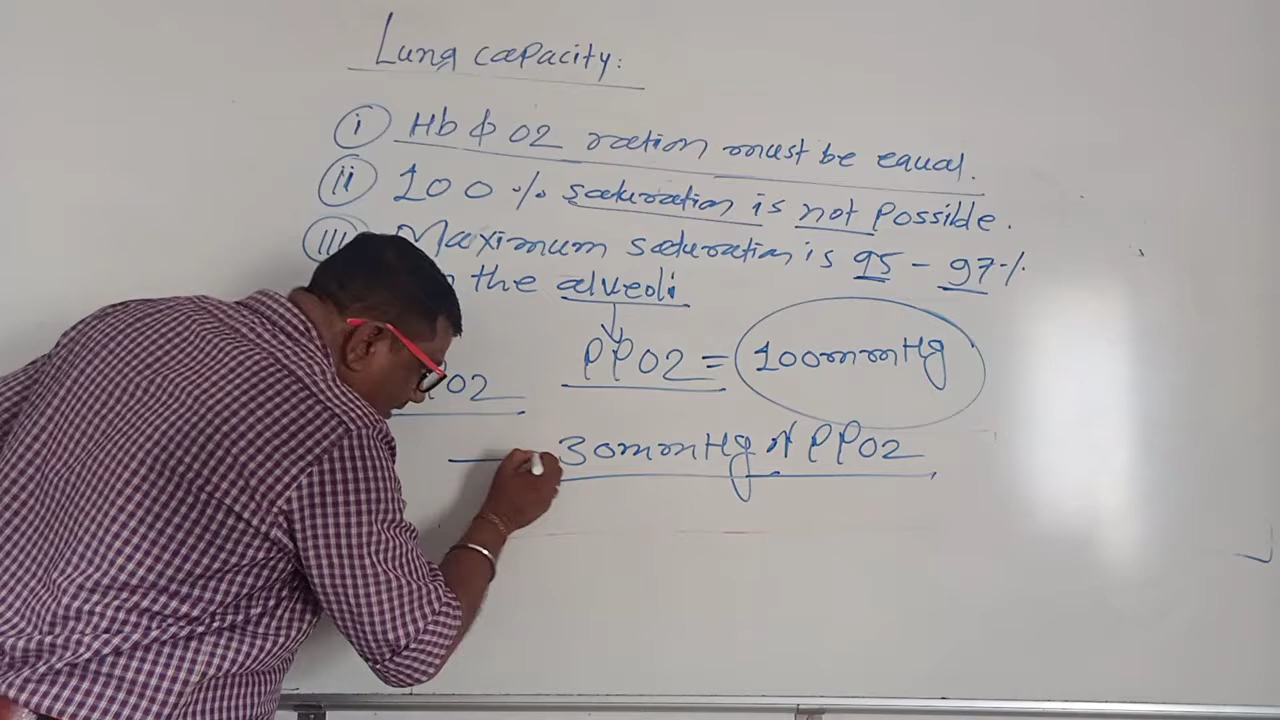 Lung capacity:
i Hb & O2 ration must be equal.
ii 100% saturation is not possible.
iii Maximum saturation is 95 - 97%
the alveoli
PPO2 = 100mmHg
O2
30mmHg of PPO2